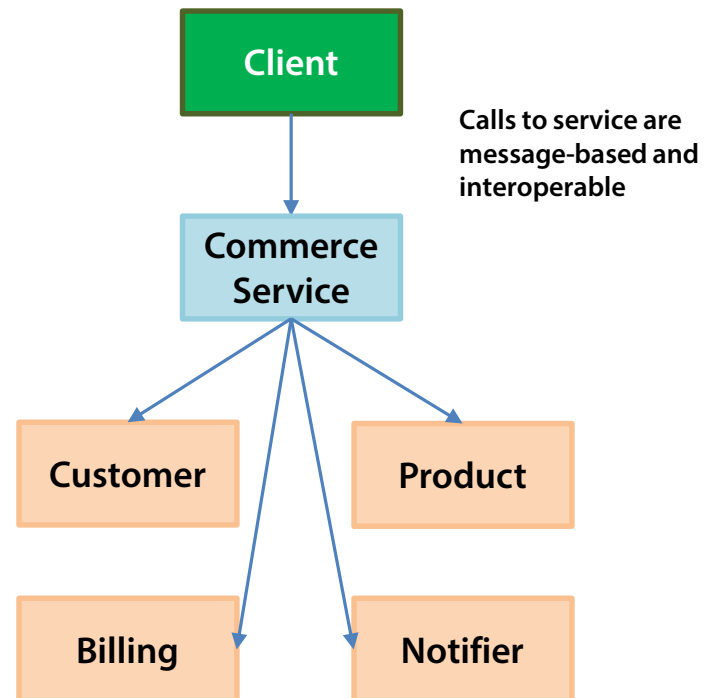 Client
Calls to service are
message-based and
interoperable
Commerce
Service
Customer
Product
Billing
Notifier